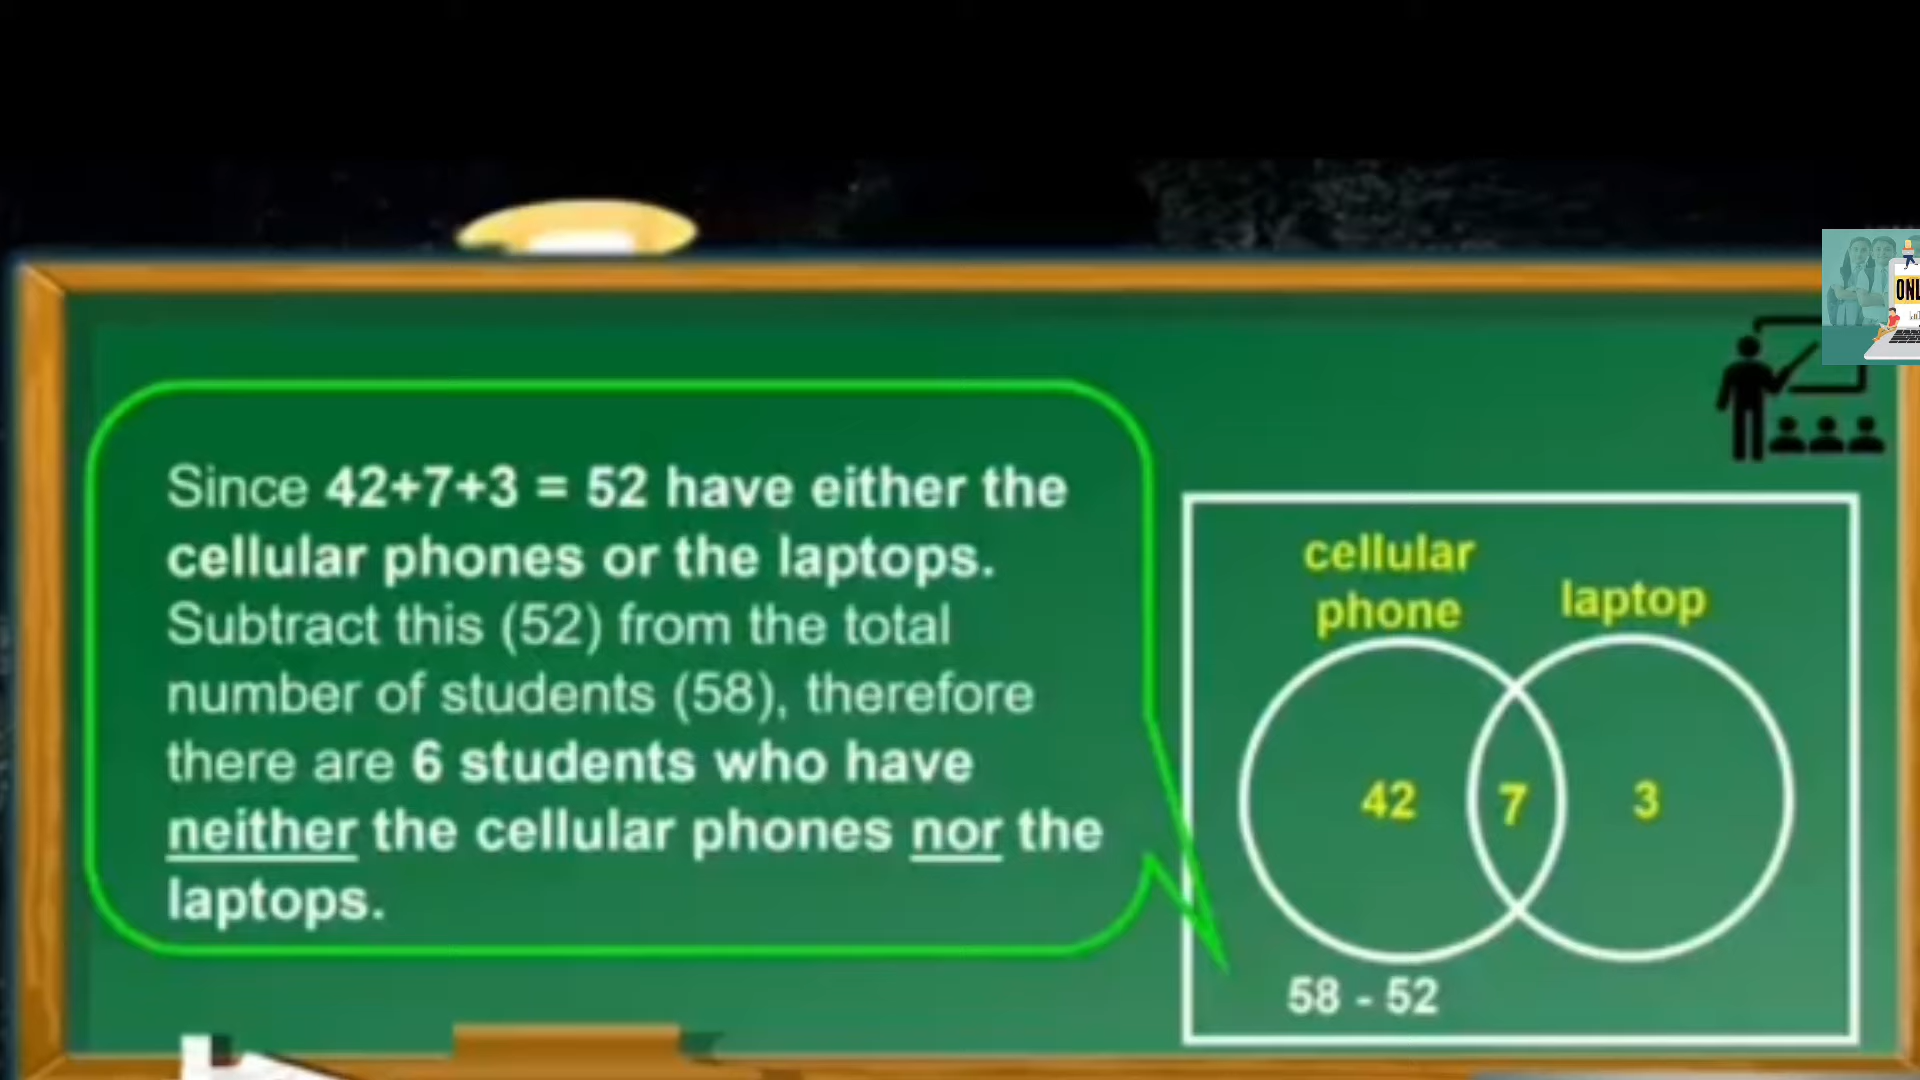 Since 42+7+3 = 52 have either the
cellular phones or the laptops.
Subtract this (52) from the total
number of students (58), therefore
there are 6 students who have
neither the cellular phones nor the
laptops.
cellular
phone
laptop
42 7 3
58 - 52